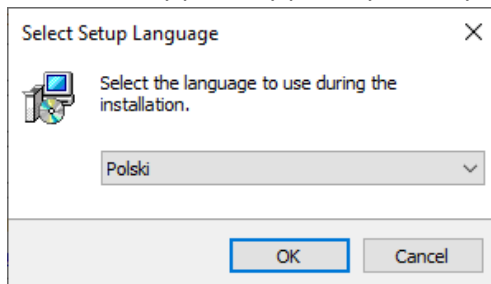 Select Setup Language
Select the language to use during the
installation.
Polski
OK
Cancel